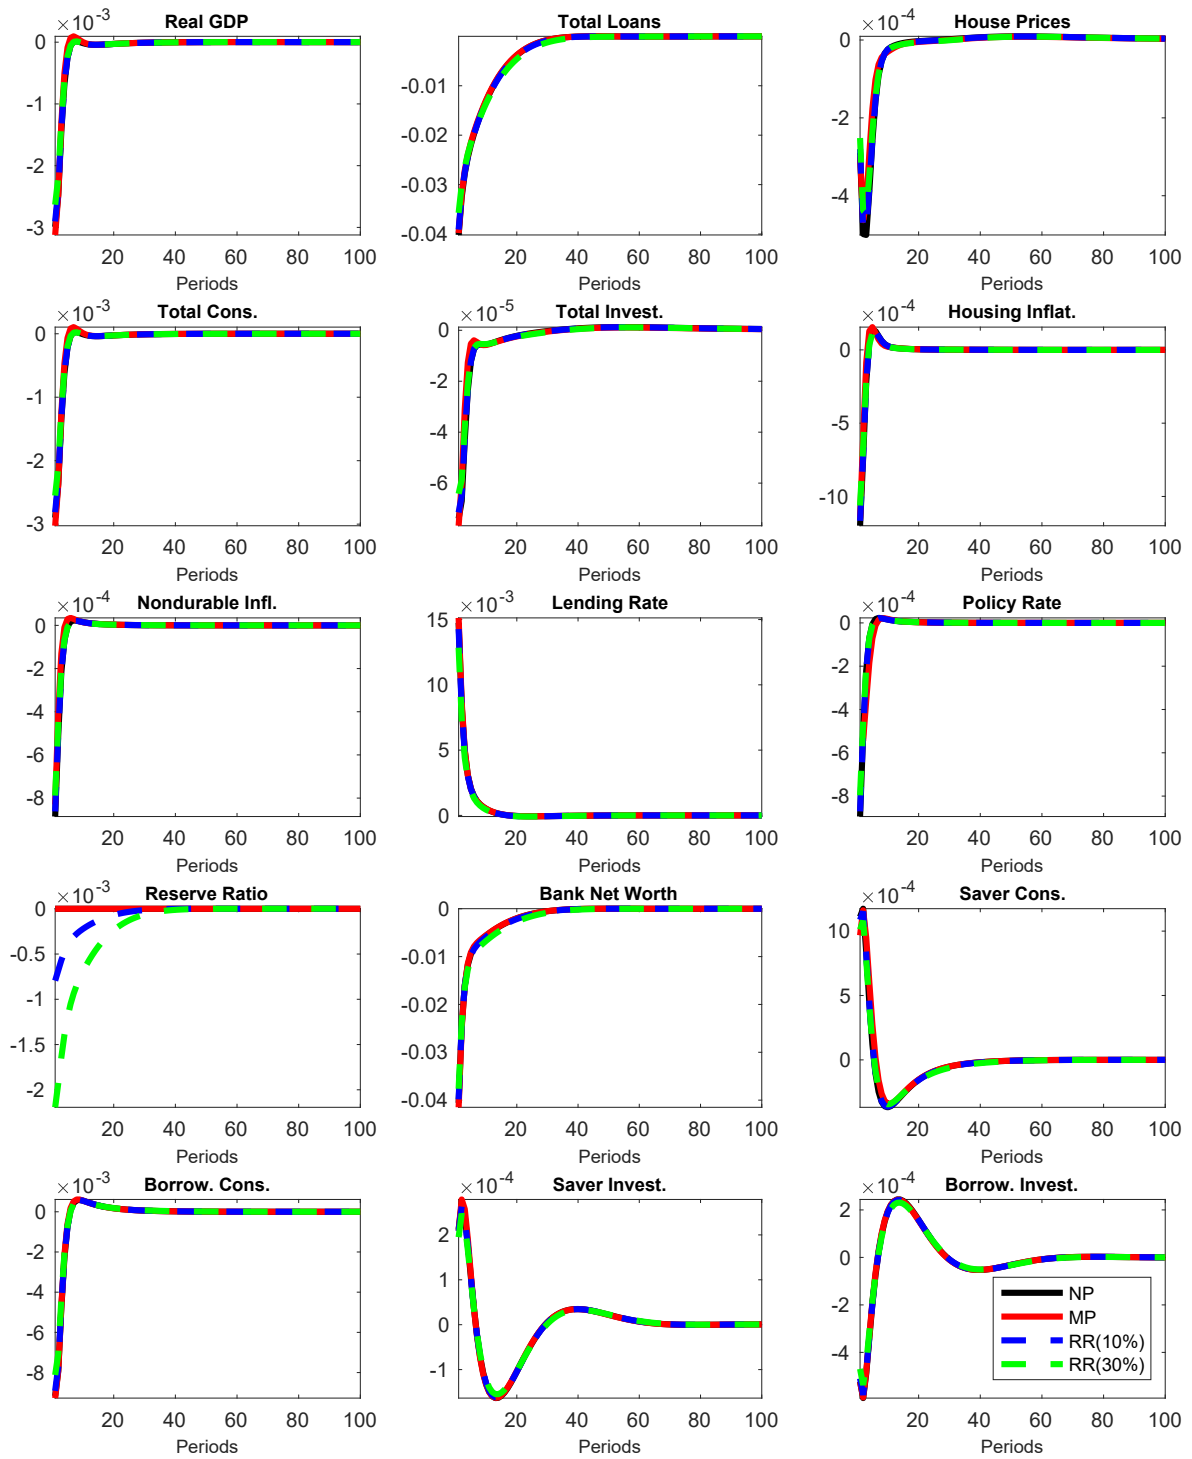 ×10-3 Real GDP
0
-1
-2
-3
20 40 60 80 100
Periods
Total Loans
-0.01
-0.02
-0.03
-0.04
20 40 60 80 100
Periods
×10-4 House Prices
0
-2
-4
20 40 60 80 100
Periods
×10-3 Total Cons.
0
-1
-2
-3
20 40 60 80 100
Periods
×10-5 Total Invest.
0
-2
-4
-6
20 40 60 80 100
Periods
×10-4 Housing Inflat.
0
-5
-10
20 40 60 80 100
Periods
×10-4 Nondurable Infl.
0
-2
-4
-6
-8
20 40 60 80 100
Periods
×10-3 Lending Rate
15
10
5
0
20 40 60 80 100
Periods
×10-4 Policy Rate
0
-2
-4
-6
-8
20 40 60 80 100
Periods
×10-3 Reserve Ratio
0
-0.5
-1
-1.5
-2
20 40 60 80 100
Periods
Bank Net Worth
0
-0.01
-0.02
-0.03
-0.04
20 40 60 80 100
Periods
×10-4 Saver Cons.
10
5
0
20 40 60 80 100
Periods
×10-3 Borrow. Cons.
0
-2
-4
-6
-8
20 40 60 80 100
Periods
×10-4 Saver Invest.
2
1
0
-1
20 40 60 80 100
Periods
×10-4 Borrow. Invest.
2
0
-2
-4
20 40 60 80 100
Periods
NP
MP
RR(10%)
RR(30%)